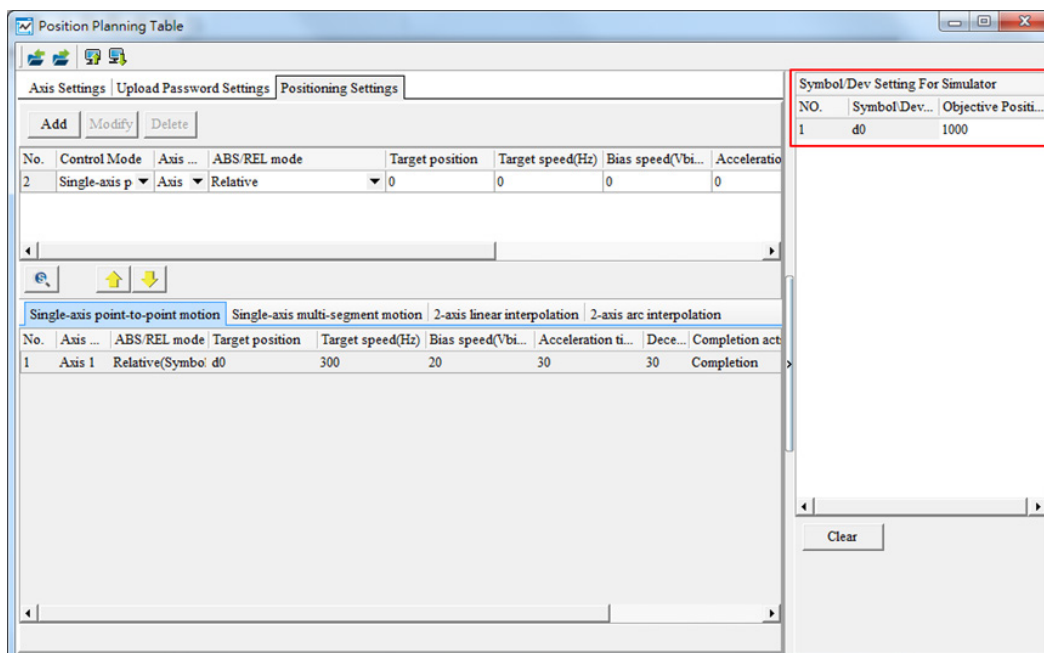 Position Planning Table
Axis Settings Upload Password Settings Positioning Settings
Add Modify Delete
No. Control Mode Axis ... ABS/REL mode Target position Target speed(Hz) Bias speed(Vbi... Acceleratio
2 Single-axis p Axis Relative 0 0 0 0
Single-axis point-to-point motion Single-axis multi-segment motion 2-axis linear interpolation 2-axis arc interpolation
No. Axis ... ABS/REL mode Target position Target speed(Hz) Bias speed(Vbi... Acceleration ti... Dece... Completion act
1 Axis 1 Relative(Symbo d0 300 20 30 30 Completion
Symbol/Dev Setting For Simulator
NO. Symbol\Dev... Objective Positi...
1 d0 1000
Clear